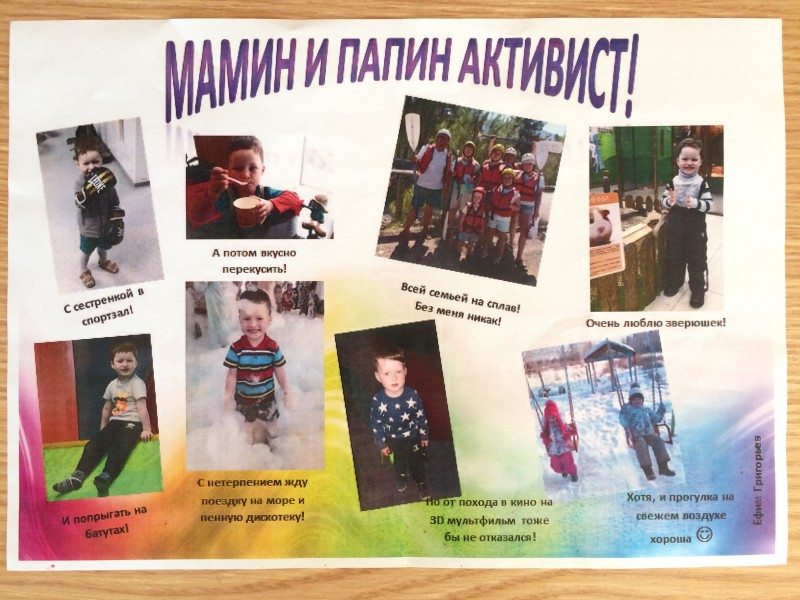 МАМИН И ПАПИН АКТИВИСТ!
С сестренкой в
спортзал!
А потом вкусно
перекусить!
Всей семьей на сплав!
Без меня никак!
Очень люблю зверюшек!
И попрыгать на
батутах!
С нетерпением жду
поездку на море и
пенную дискотеку!
Но от похода в кино на
3D мультфильм тоже
бы не отказался!
Хотя, и прогулка на
свежем воздухе
хороша ☺
Ефим Григорьев